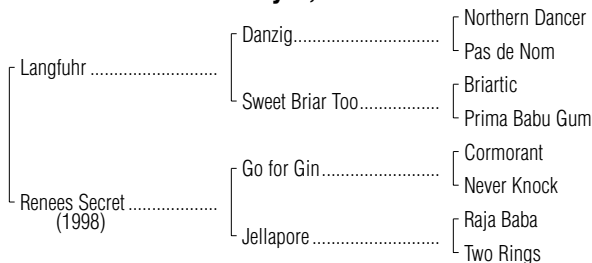 Northern Dancer
Danzig........................................
Pas de Nom
Langfuhr ..............................
Briartic
Sweet Briar Too......................
Prima Babu Gum
Cormorant
Go for Gin................................
Never Knock
Renees Secret .....................
(1998)
Raja Baba
Jellapore ..................................
Two Rings